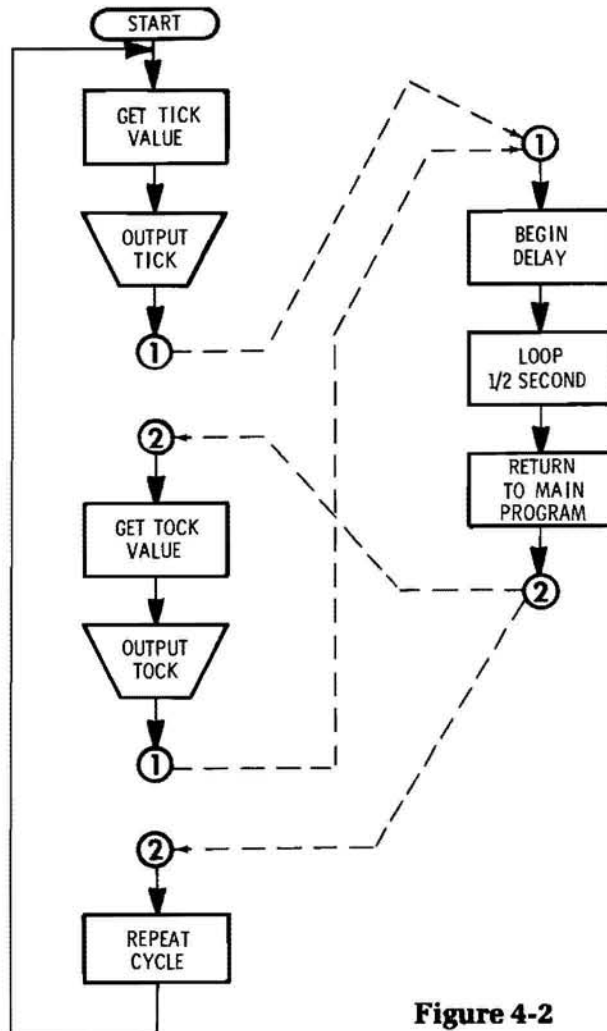 START
GET TICK
VALUE
OUTPUT
TICK
1
2
GET TOCK
VALUE
OUTPUT
TOCK
1
2
REPEAT
CYCLE
1
BEGIN
DELAY
LOOP
1/2 SECOND
RETURN
TO MAIN
PROGRAM
2
Figure 4-2